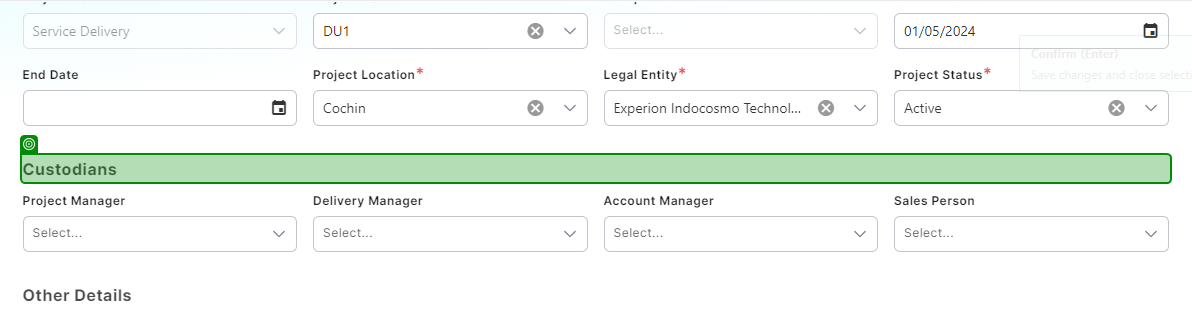 Service Delivery
DU1
Select...
01/05/2024
Confirm (Enter)
Save changes and close selecti
End Date
Project Location*
Legal Entity*
Project Status*
Cochin
Experion Indocosmo Technol...
Active
Custodians
Project Manager
Delivery Manager
Account Manager
Sales Person
Select...
Select...
Select...
Select...
Other Details